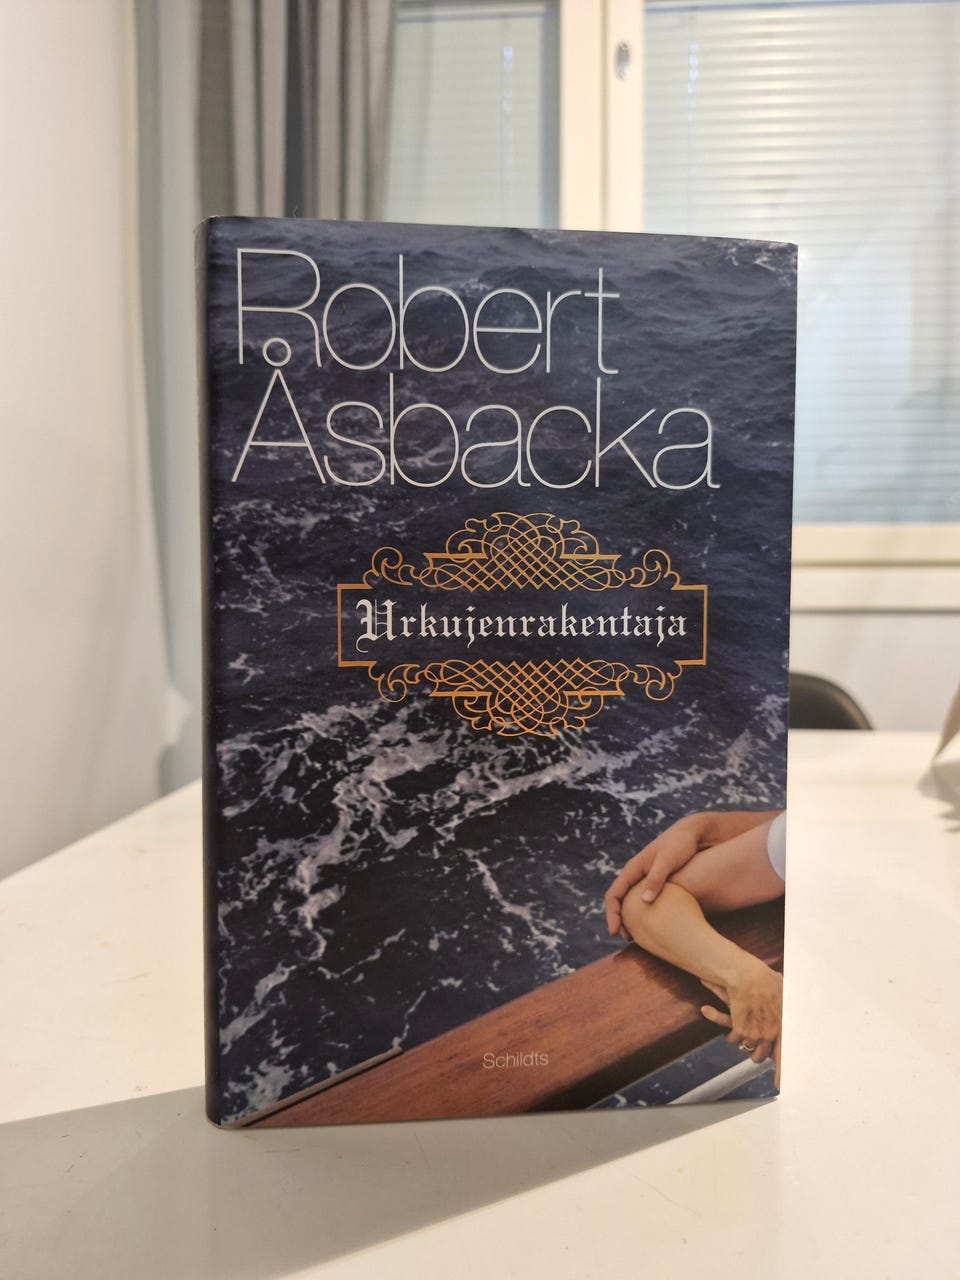 Robert
Åsbacka
Urkujenrakentaja
Schildts